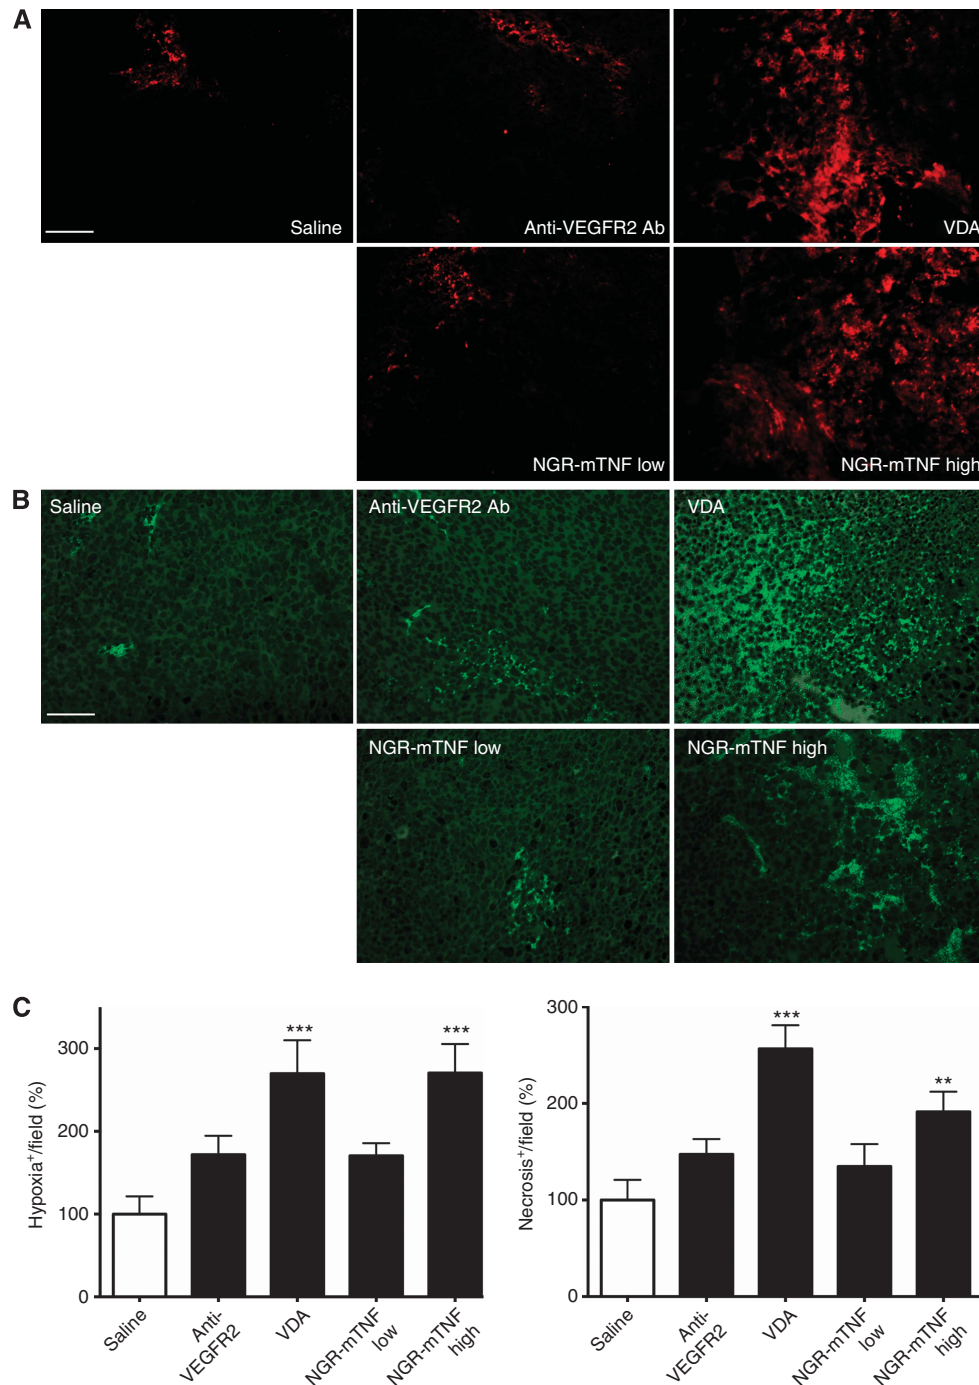 A
Saline
Anti-VEGFR2 Ab
VDA
NGR-mTNF low
NGR-mTNF high
B
Saline
Anti-VEGFR2 Ab
VDA
NGR-mTNF low
NGR-mTNF high
C
Hypoxia⁺/field (%)
300
200
100
0
***
***
Saline
Anti-
VEGFR2
VDA
NGR-mTNF
low
NGR-mTNF
high
Necrosis⁺/field (%)
300
200
100
0
***
**
Saline
Anti-
VEGFR2
VDA
NGR-mTNF
low
NGR-mTNF
high